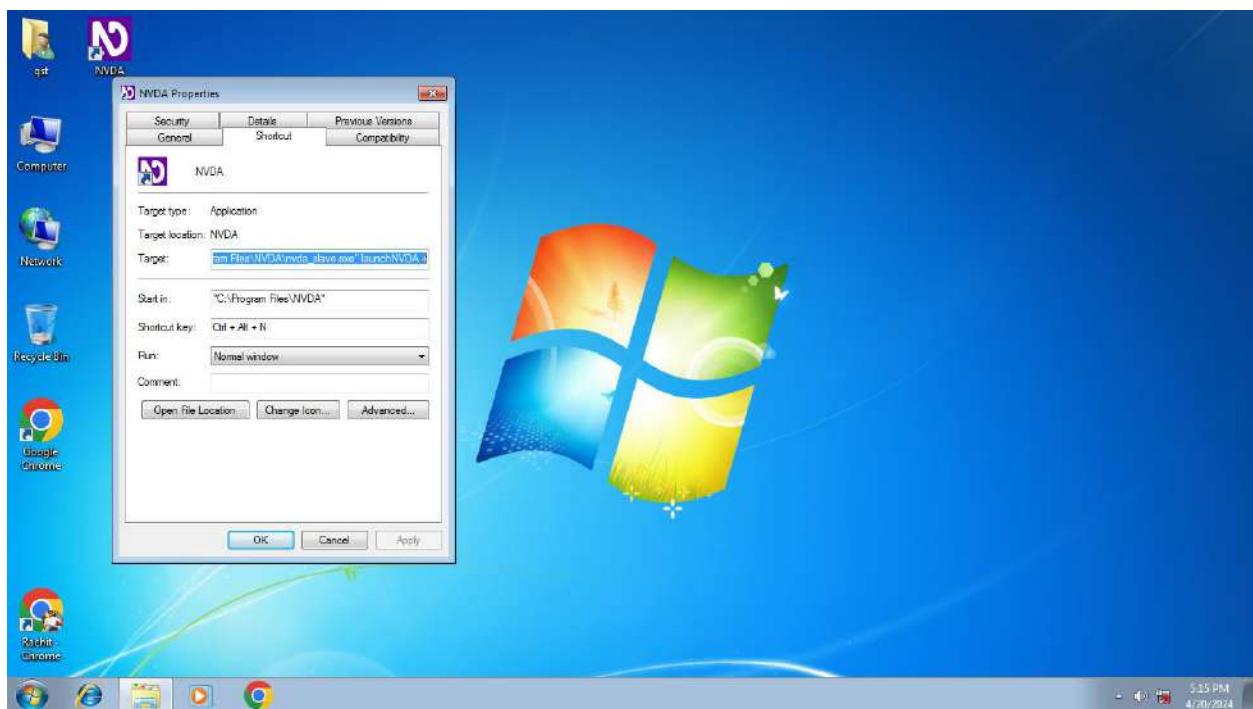 qst
NVDA
Computer
Network
Recycle Bin
Google
Chrome
Rachit -
Chrome
NVDA Properties
Security
Details
Previous Versions
General
Shortcut
Compatibility
NVDA
Target type:
Application
Target location:
NVDA
Target:
am Files\NVDA\nvda_slave.exe" launchNVDA
Start in:
"C:\Program Files\NVDA"
Shortcut key:
Ctrl + Alt + N
Run:
Normal window
Comment:
Open File Location
Change Icon...
Advanced...
OK
Cancel
Apply
5:15 PM
4/20/2024